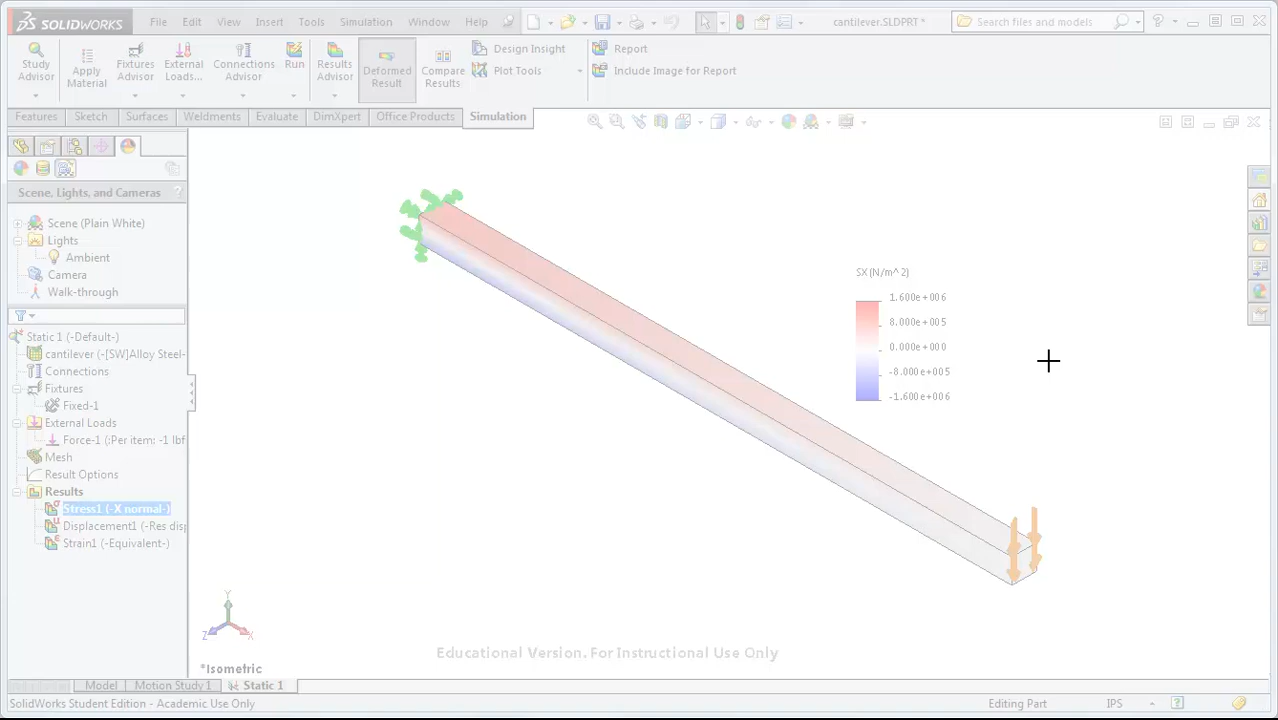 SOLIDWORKS File Edit View Insert Tools Simulation Window Help cantilever.SLDPRT * Search files and models
Study Advisor
Apply Material
Fixtures Advisor
External Loads...
Connections Advisor
Run
Results Advisor
Deformed Result
Compare Results
Design Insight
Plot Tools
Report
Include Image for Report
Features Sketch Surfaces Weldments Evaluate DimXpert Office Products Simulation
Scene, Lights, and Cameras ?
Scene (Plain White)
Lights
Ambient
Camera
Walk-through
Static 1 (-Default-)
cantilever (-[SW]Alloy Steel-
Connections
Fixtures
Fixed-1
External Loads
Force-1 (:Per item: -1 lbf
Mesh
Result Options
Results
Stress1 (-X normal-)
Displacement1 (-Res disp
Strain1 (-Equivalent-)
SX (N/m^2)
1.600e+006
8.000e+005
0.000e+000
-8.000e+005
-1.600e+006
Y
Z X
*Isometric
Educational Version. For Instructional Use Only
Model Motion Study 1 Static 1
SolidWorks Student Edition - Academic Use Only Editing Part IPS